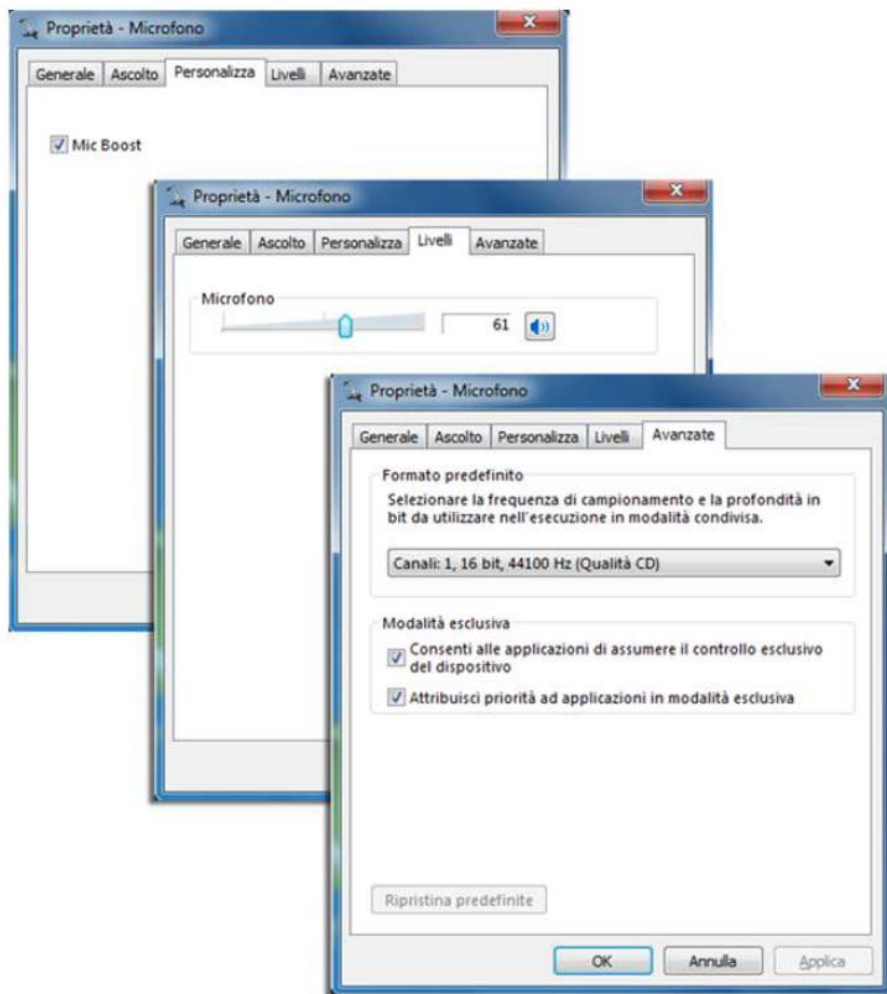 Proprietà - Microfono
Generale Ascolto Personalizza Livelli Avanzate
Mic Boost
Proprietà - Microfono
Generale Ascolto Personalizza Livelli Avanzate
Microfono
61
Proprietà - Microfono
Generale Ascolto Personalizza Livelli Avanzate
Formato predefinito
Selezionare la frequenza di campionamento e la profondità in
bit da utilizzare nell'esecuzione in modalità condivisa.
Canali: 1, 16 bit, 44100 Hz (Qualità CD)
Modalità esclusiva
Consenti alle applicazioni di assumere il controllo esclusivo
del dispositivo
Attribuisci priorità ad applicazioni in modalità esclusiva
Ripristina predefinite
OK Annulla Applica